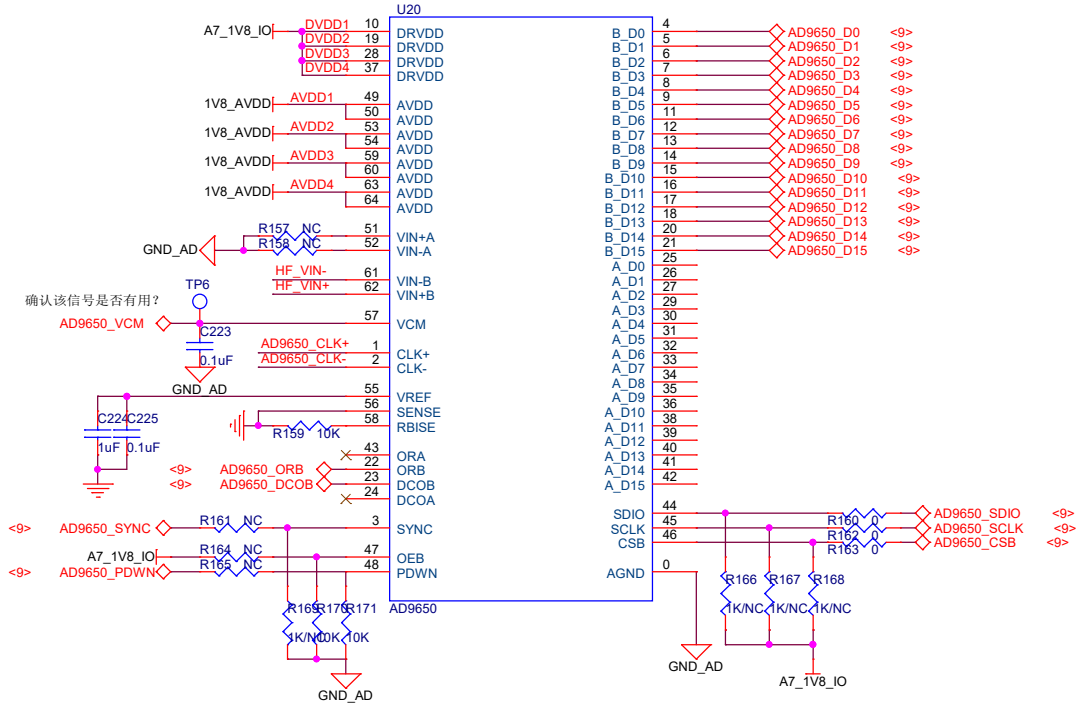 U20
A7_1V8_IO DVDD1 10 DRVDD
DVDD2 19 DRVDD
DVDD3 28 DRVDD
DVDD4 37 DRVDD
1V8_AVDD AVDD1 49 AVDD
50 AVDD
1V8_AVDD AVDD2 53 AVDD
54 AVDD
1V8_AVDD AVDD3 59 AVDD
60 AVDD
1V8_AVDD AVDD4 63 AVDD
64 AVDD
R157 NC 51 VIN+A
GND_AD R158 NC 52 VIN-A
HF_VIN- 61 VIN-B
HF_VIN+ 62 VIN+B
TP6
确认该信号是否有用？
AD9650_VCM 57 VCM
C223
0.1uF
GND_AD
AD9650_CLK+ 1 CLK+
AD9650_CLK- 2 CLK-
55 VREF
56 SENSE
R159 10K 58 RBISE
C224 C225
1uF 0.1uF
43 ORA
<9> AD9650_ORB 22 ORB
<9> AD9650_DCOB 23 DCOB
24 DCOA
<9> AD9650_SYNC R161 NC 3 SYNC
A7_1V8_IO R164 NC 47 OEB
<9> AD9650_PDWN R165 NC 48 PDWN
AD9650
R169 R170 R171
1K/NC 10K 10K
GND_AD
B_D0 4 AD9650_D0 <9>
B_D1 5 AD9650_D1 <9>
B_D2 6 AD9650_D2 <9>
B_D3 7 AD9650_D3 <9>
B_D4 8 AD9650_D4 <9>
B_D5 9 AD9650_D5 <9>
B_D6 11 AD9650_D6 <9>
B_D7 12 AD9650_D7 <9>
B_D8 13 AD9650_D8 <9>
B_D9 14 AD9650_D9 <9>
B_D10 15 AD9650_D10 <9>
B_D11 16 AD9650_D11 <9>
B_D12 17 AD9650_D12 <9>
B_D13 18 AD9650_D13 <9>
B_D14 20 AD9650_D14 <9>
B_D15 21 AD9650_D15 <9>
A_D0 25
A_D1 26
A_D2 27
A_D3 29
A_D4 30
A_D5 31
A_D6 32
A_D7 33
A_D8 34
A_D9 35
A_D10 36
A_D11 38
A_D12 39
A_D13 40
A_D14 41
A_D15 42
SDIO 44 R160 0 AD9650_SDIO <9>
SCLK 45 R162 0 AD9650_SCLK <9>
CSB 46 R163 0 AD9650_CSB <9>
AGND 0
R166 R167 R168
1K/NC 1K/NC 1K/NC
GND_AD
A7_1V8_IO